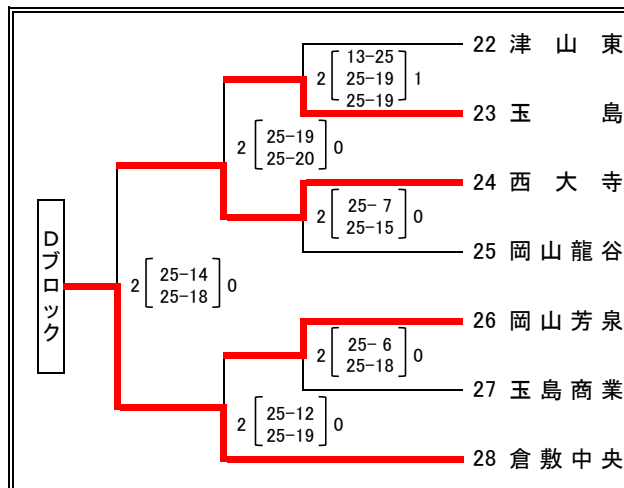 22 津山東
2 13-25 1
25-19
25-19
23 玉島
2 25-19 0
25-20
24 西大寺
2 25- 7 0
25-15
25 岡山龍谷
Dブロック
2 25-14 0
25-18
26 岡山芳泉
2 25- 6 0
25-18
27 玉島商業
2 25-12 0
25-19
28 倉敷中央